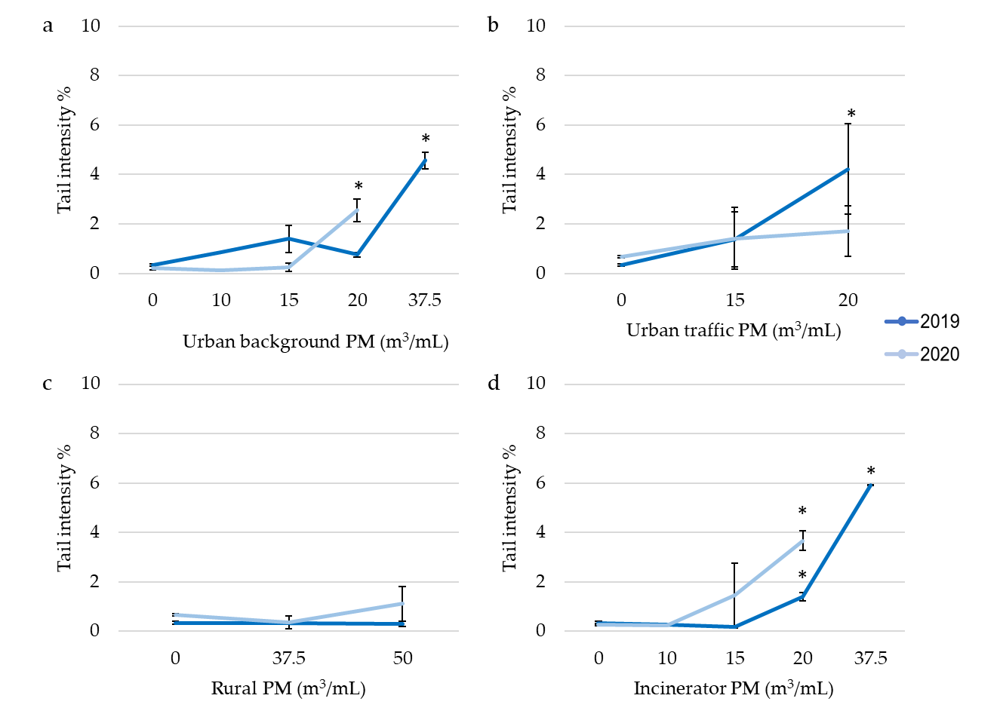 a
10
8
6
4
2
0
Tail intensity %
*
*
0 10 15 20 37.5
Urban background PM (m³/mL)
b
10
8
6
4
2
0
Tail intensity %
*
0 15 20
Urban traffic PM (m³/mL)
2019
2020
c
10
8
6
4
2
0
Tail intensity %
0 37.5 50
Rural PM (m³/mL)
d
10
8
6
4
2
0
Tail intensity %
*
*
*
0 10 15 20 37.5
Incinerator PM (m³/mL)